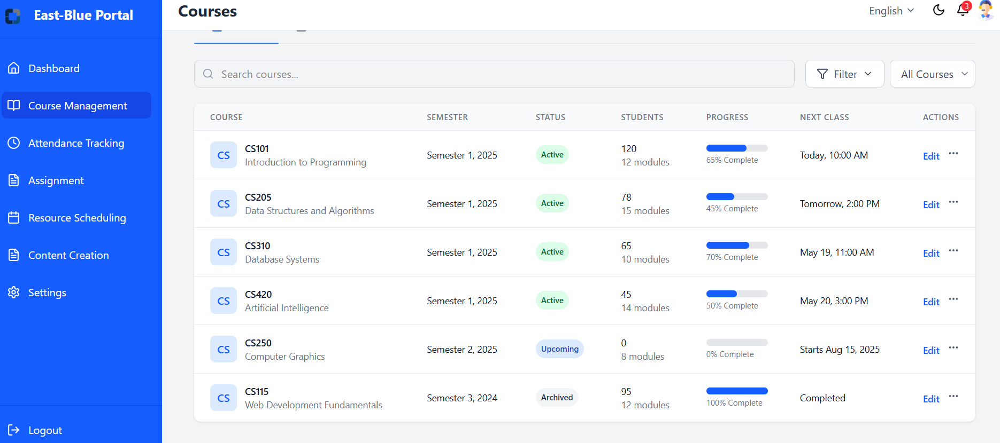 East-Blue Portal
Dashboard
Course Management
Attendance Tracking
Assignment
Resource Scheduling
Content Creation
Settings
Logout
Courses
English
3
Search courses...
Filter
All Courses
COURSE SEMESTER STATUS STUDENTS PROGRESS NEXT CLASS ACTIONS
CS CS101 Introduction to Programming Semester 1, 2025 Active 120 12 modules 65% Complete Today, 10:00 AM Edit ...
CS CS205 Data Structures and Algorithms Semester 1, 2025 Active 78 15 modules 45% Complete Tomorrow, 2:00 PM Edit ...
CS CS310 Database Systems Semester 1, 2025 Active 65 10 modules 70% Complete May 19, 11:00 AM Edit ...
CS CS420 Artificial Intelligence Semester 1, 2025 Active 45 14 modules 50% Complete May 20, 3:00 PM Edit ...
CS CS250 Computer Graphics Semester 2, 2025 Upcoming 0 8 modules 0% Complete Starts Aug 15, 2025 Edit ...
CS CS115 Web Development Fundamentals Semester 3, 2024 Archived 95 12 modules 100% Complete Completed Edit ...